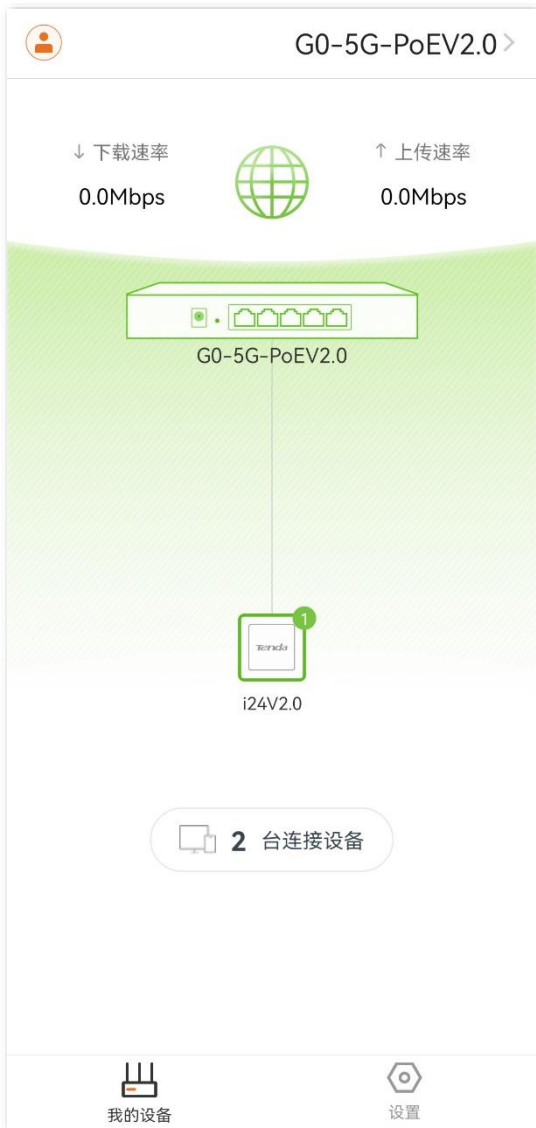 G0-5G-PoEV2.0
↓ 下载速率
↑ 上传速率
0.0Mbps
0.0Mbps
G0-5G-PoEV2.0
1
Tenda
i24V2.0
2 台连接设备
我的设备
设置